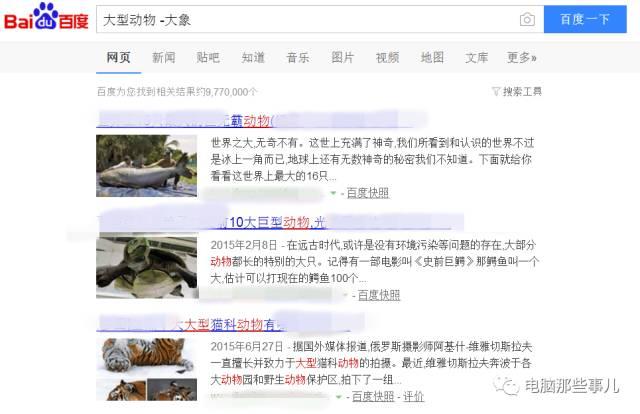 Bai du 百度
大型动物 -大象
百度一下
网页 新闻 贴吧 知道 音乐 图片 视频 地图 文库 更多»
百度为您找到相关结果约9,770,000个 搜索工具
霸动物(
世界之大,无奇不有。这世上充满了神奇,我们所看到和认识的世界不过
是冰上一角而已,地球上还有无数神奇的秘密我们不知道。下面就给你
看看这世界上最大的16只...
- 百度快照
前10大巨型动物,光
2015年2月8日 - 在远古时代,或许是没有环境污染等问题的存在,大部分
动物都长的特别的大只。记得有一部电影叫《史前巨鳄》那鳄鱼叫一个
大,估计可以打现在的鳄鱼100个...
- 百度快照
大大型猫科动物有
2015年6月27日 - 据国外媒体报道,俄罗斯摄影师阿基什-维雅切斯拉夫
一直擅长并致力于大型猫科动物的拍摄。最近,维雅切斯拉夫奔波于各
大动物园和野生动物保护区,拍下了一组...
- 百度快照 - 评价
电脑那些事儿